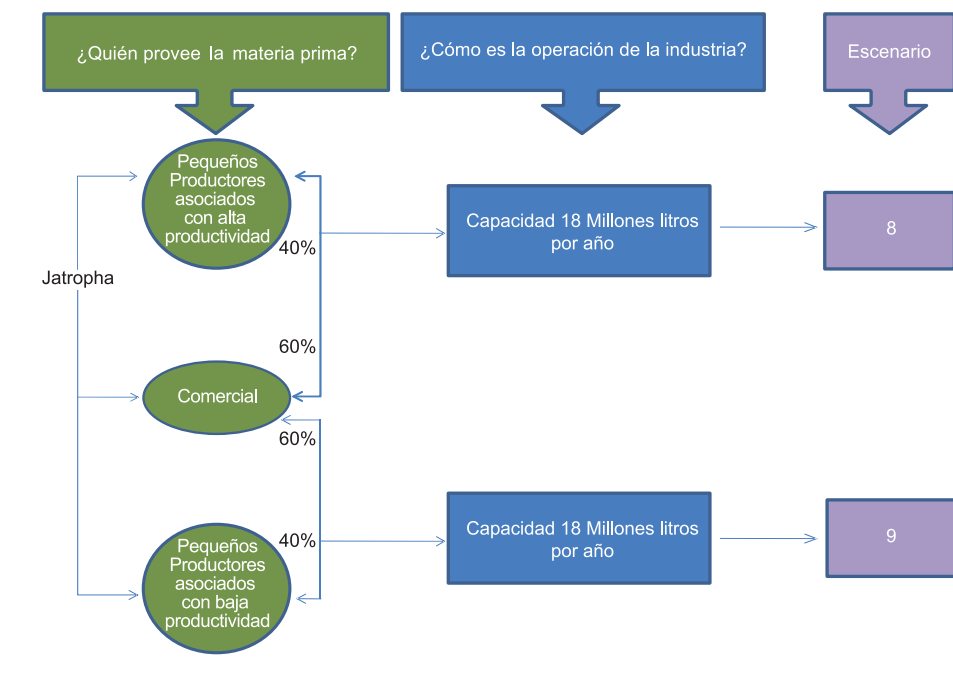 ¿Quién provee la materia prima?
¿Cómo es la operación de la industria?
Escenario
Pequeños
Productores
asociados
con alta
productividad
40%
Capacidad 18 Millones litros
por año
8
Jatropha
60%
Comercial
60%
40%
Pequeños
Productores
asociados
con baja
productividad
Capacidad 18 Millones litros
por año
9